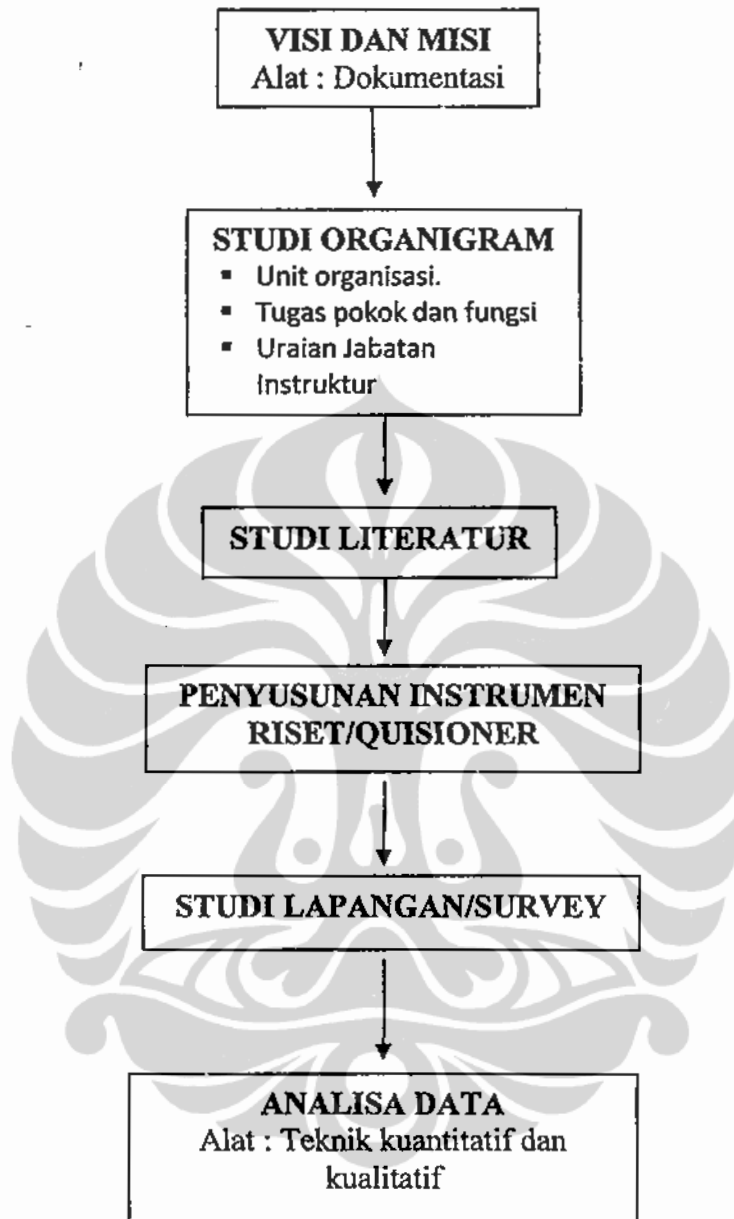 VISI DAN MISI
Alat : Dokumentasi
STUDI ORGANIGRAM
▪ Unit organisasi.
▪ Tugas pokok dan fungsi
▪ Uraian Jabatan
Instruktur
STUDI LITERATUR
PENYUSUNAN INSTRUMEN
RISET/QUISIONER
STUDI LAPANGAN/SURVEY
ANALISA DATA
Alat : Teknik kuantitatif dan
kualitatif